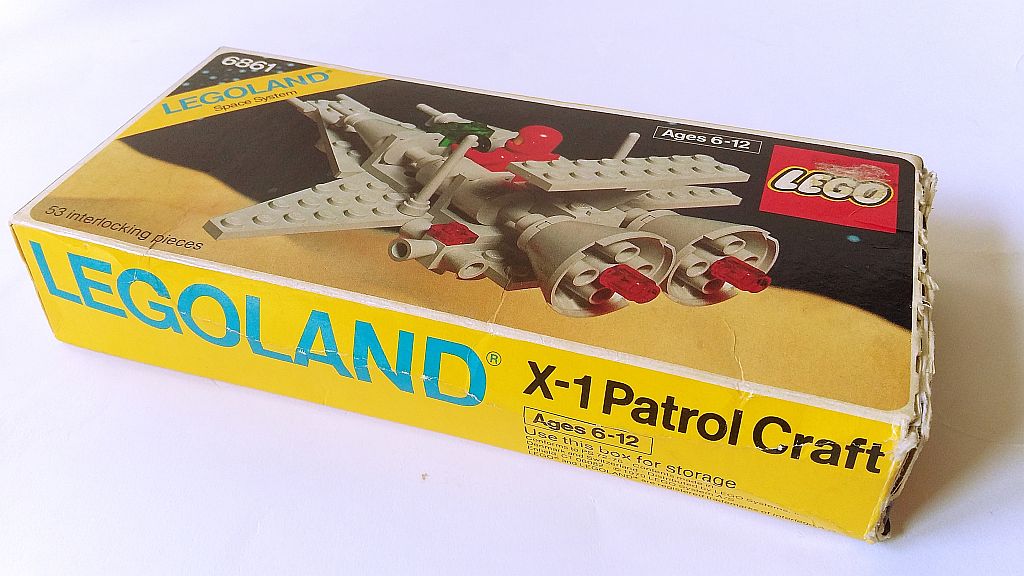 6861
LEGOLAND®
Space System
Ages 6-12
LEGO
53 interlocking pieces
LEGOLAND®
X-1 Patrol Craft
Ages 6-12
Use this box for storage